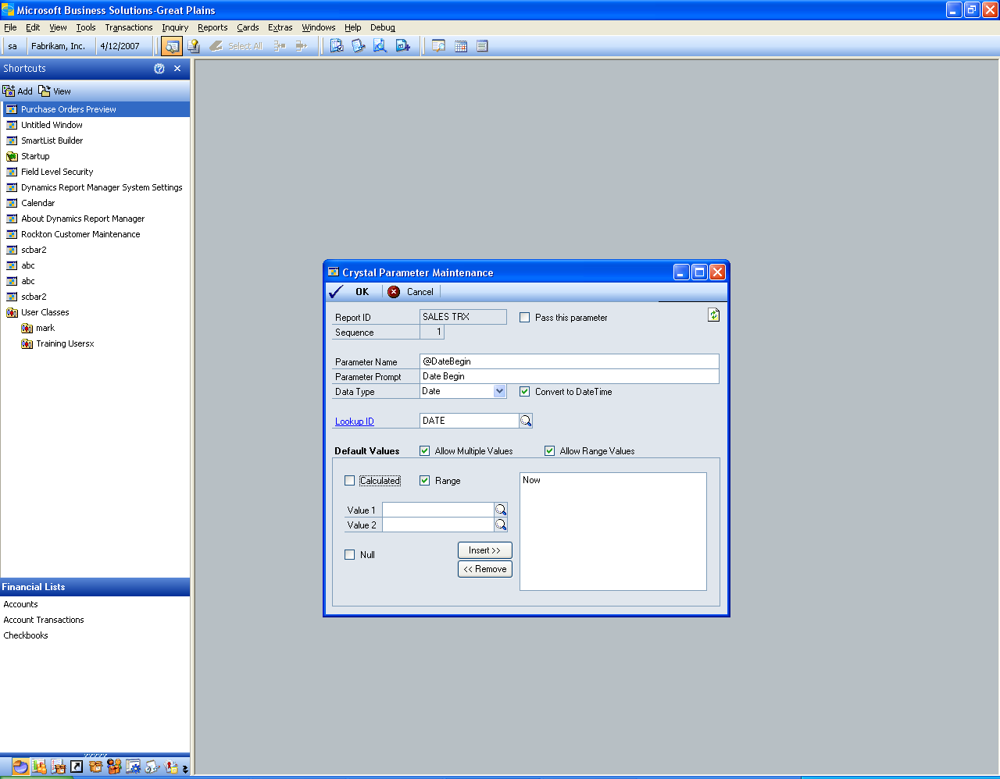 Microsoft Business Solutions-Great Plains
File Edit View Tools Transactions Inquiry Reports Cards Extras Windows Help Debug
sa Fabrikam, Inc. 4/12/2007 Select All
Shortcuts
Add View
Purchase Orders Preview
Untitled Window
SmartList Builder
Startup
Field Level Security
Dynamics Report Manager System Settings
Calendar
About Dynamics Report Manager
Rockton Customer Maintenance
scbar2
abc
abc
scbar2
User Classes
mark
Training Usersx
Financial Lists
Accounts
Account Transactions
Checkbooks
Crystal Parameter Maintenance
OK Cancel
Report ID SALES TRX Pass this parameter
Sequence 1
Parameter Name @DateBegin
Parameter Prompt Date Begin
Data Type Date Convert to DateTime
Lookup ID DATE
Default Values Allow Multiple Values Allow Range Values
Calculated Range Now
Value 1
Value 2
Null Insert >>
<< Remove